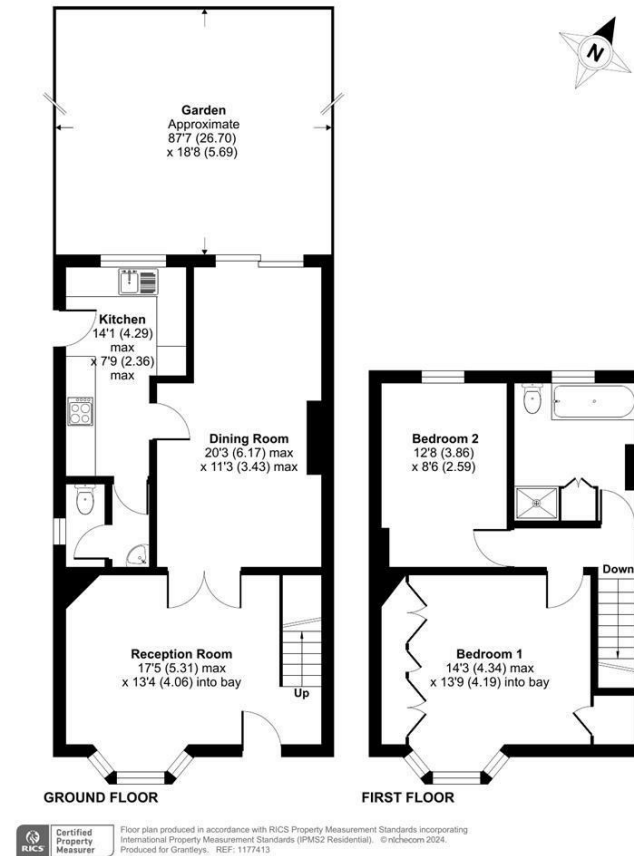 N
Garden
Approximate
87'7 (26.70)
x 18'8 (5.69)
Kitchen
14'1 (4.29)
max
x 7'9 (2.36)
max
Dining Room
20'3 (6.17) max
x 11'3 (3.43) max
Reception Room
17'5 (5.31) max
x 13'4 (4.06) into bay
Up
Bedroom 2
12'8 (3.86)
x 8'6 (2.59)
Down
Bedroom 1
14'3 (4.34) max
x 13'9 (4.19) into bay
GROUND FLOOR
FIRST FLOOR
RICS
Certified
Property
Measurer
Floor plan produced in accordance with RICS Property Measurement Standards incorporating
International Property Measurement Standards (IPMS2 Residential). © nichecom 2024.
Produced for Grantleys. REF: 1177413